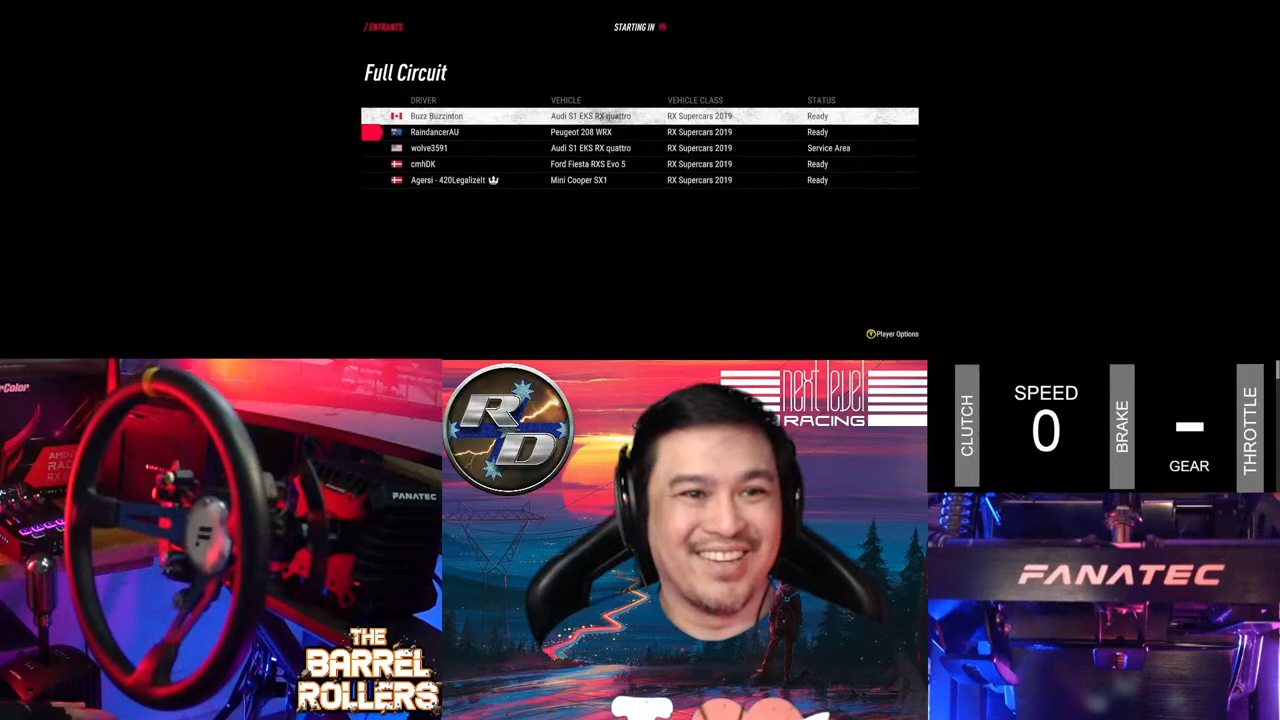 / ENTRANTS
STARTING IN
Full Circuit
DRIVER VEHICLE VEHICLE CLASS STATUS
Buzz Buzzinton Audi S1 EKS RX quattro RX Supercars 2019 Ready
RaindancerAU Peugeot 208 WRX RX Supercars 2019 Ready
wolve3591 Audi S1 EKS RX quattro RX Supercars 2019 Service Area
cmhDK Ford Fiesta RXS Evo 5 RX Supercars 2019 Ready
Agersi - 420LegalizeIt Mini Cooper SX1 RX Supercars 2019 Ready
Y Player Options
FANATEC
THE
BARREL
ROLLERS
RD
next level
RACING
CLUTCH
SPEED
0
BRAKE
-
GEAR
THROTTLE
FANATEC